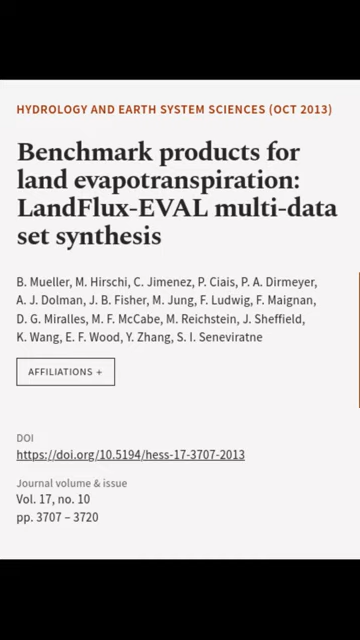 HYDROLOGY AND EARTH SYSTEM SCIENCES (OCT 2013)
Benchmark products for
land evapotranspiration:
LandFlux-EVAL multi-data
set synthesis
B. Mueller, M. Hirschi, C. Jimenez, P. Ciais, P. A. Dirmeyer,
A. J. Dolman, J. B. Fisher, M. Jung, F. Ludwig, F. Maignan,
D. G. Miralles, M. F. McCabe, M. Reichstein, J. Sheffield,
K. Wang, E. F. Wood, Y. Zhang, S. I. Seneviratne
AFFILIATIONS +
DOI
https://doi.org/10.5194/hess-17-3707-2013
Journal volume & issue
Vol. 17, no. 10
pp. 3707 – 3720